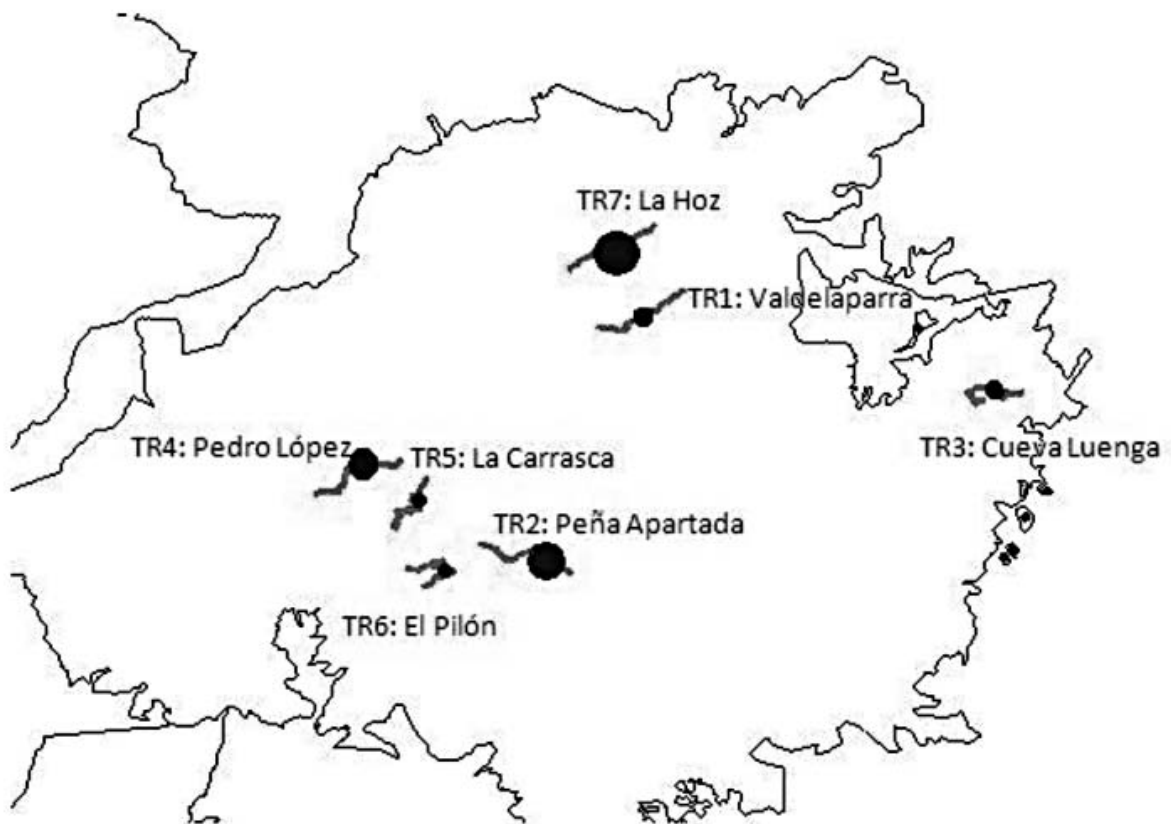 TR7: La Hoz
TR1: Valdelaparra
TR4: Pedro López
TR5: La Carrasca
TR3: Cueva Luenga
TR2: Peña Apartada
TR6: El Pilón